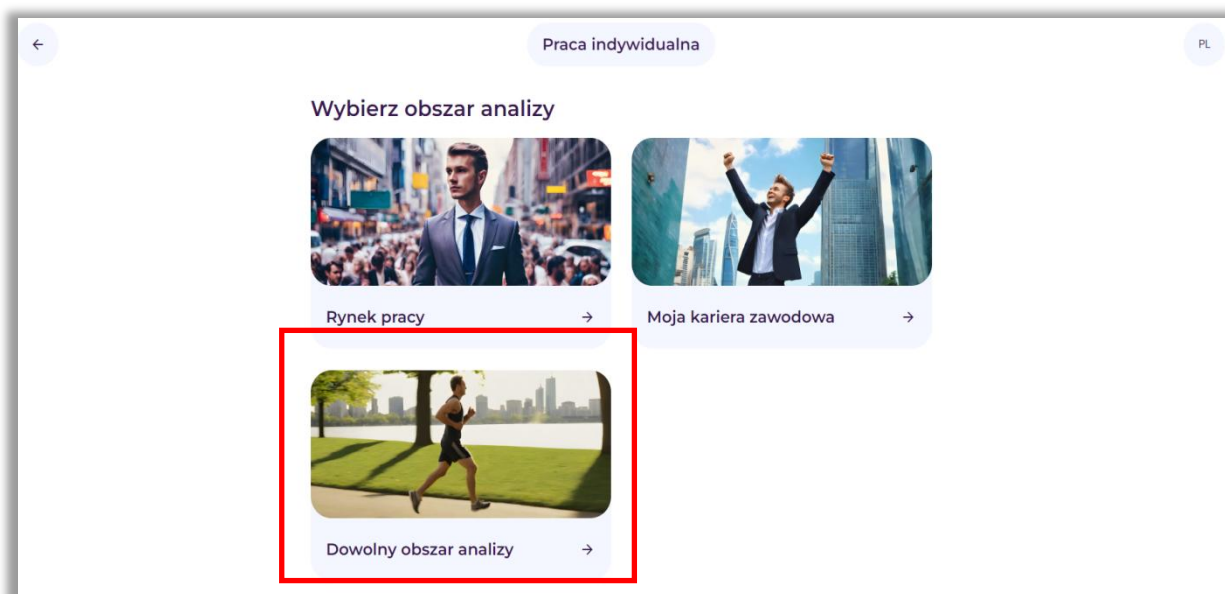 ←
Praca indywidualna
PL
Wybierz obszar analizy
Rynek pracy →
Moja kariera zawodowa →
Dowolny obszar analizy →